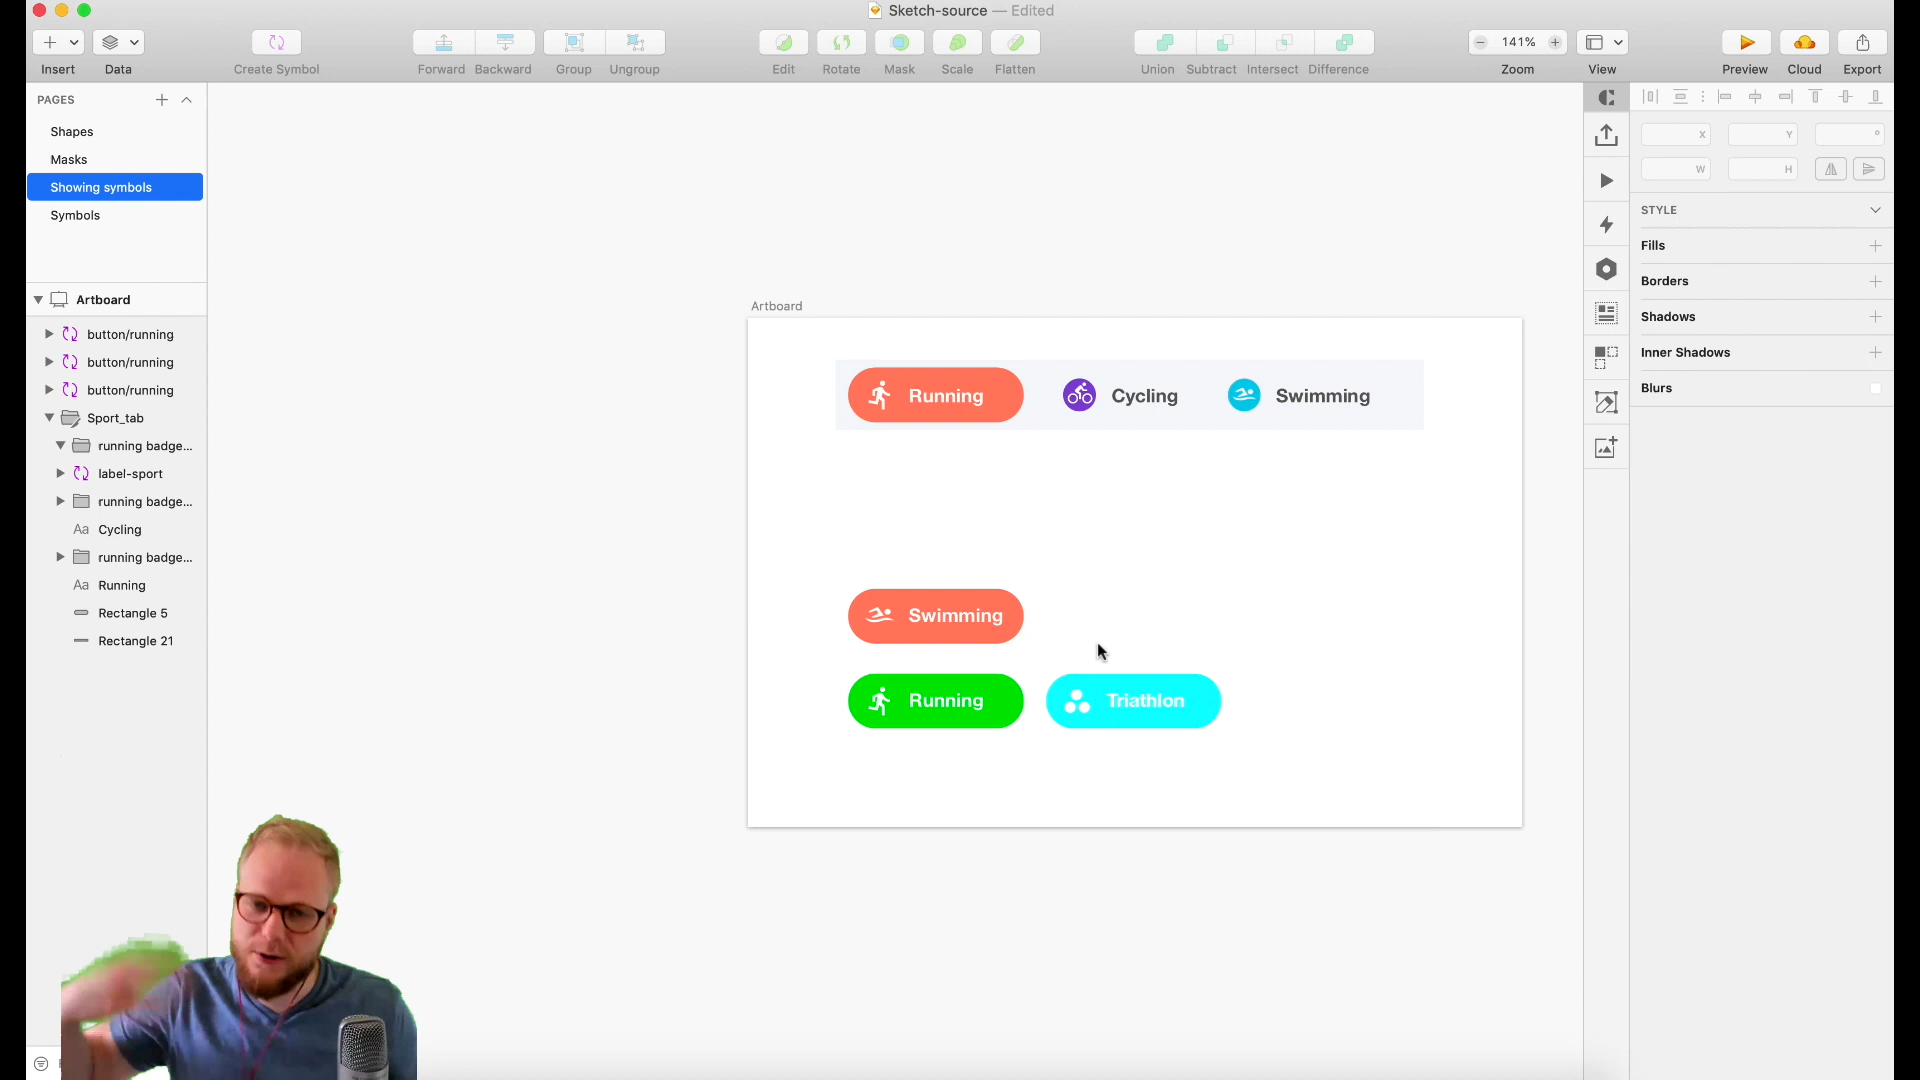 Sketch-source — Edited
Insert
Data
Create Symbol
Forward
Backward
Group
Ungroup
Edit
Rotate
Mask
Scale
Flatten
Union
Subtract
Intersect
Difference
141%
Zoom
View
Preview
Cloud
Export
PAGES
Shapes
Masks
Showing symbols
Symbols
Artboard
button/running
button/running
button/running
Sport_tab
running badge...
label-sport
running badge...
Aa Cycling
running badge...
Aa Running
Rectangle 5
Rectangle 21
Artboard
Running
Cycling
Swimming
Swimming
Running
Triathlon
X
Y
°
W
H
STYLE
Fills
Borders
Shadows
Inner Shadows
Blurs